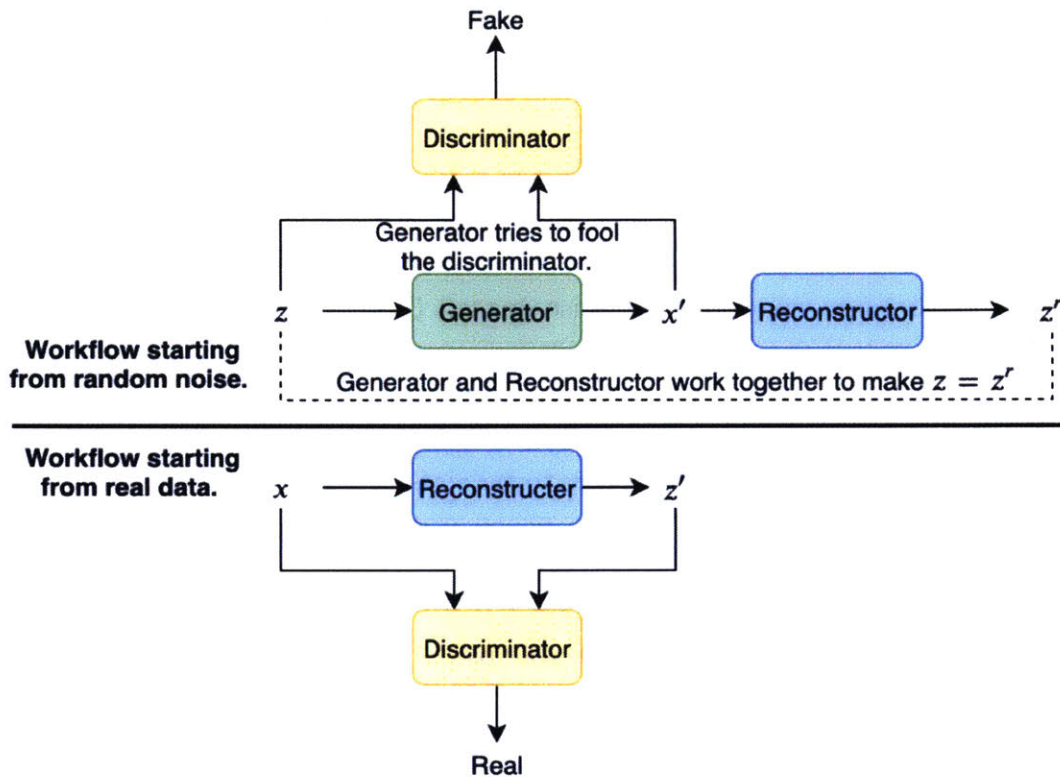 Fake
Discriminator
Generator tries to fool
the discriminator.
z
Generator
x′
Reconstructor
z^r
Workflow starting
from random noise.
Generator and Reconstructor work together to make z = z^r
Workflow starting
from real data.
x
Reconstructer
z′
Discriminator
Real